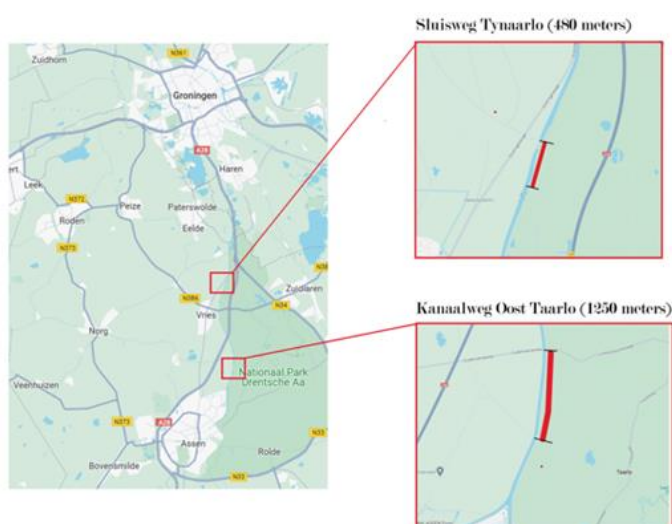 Sluisweg Tynaarlo (480 meters)
N361
Zuidhorn
Groningen
A28
Haren
Leek
N372
Peize
Paterswolde
Eelde
Roden
N373
N386
Zuidlaren
N34
Vries
Norg
Kanaalweg Oost Taarlo (1250 meters)
Nationaal Park
Drentsche Aa
Veenhuizen
N373
A28
Assen
N33
Rolde
Bovensmilde
N33
Taarlo